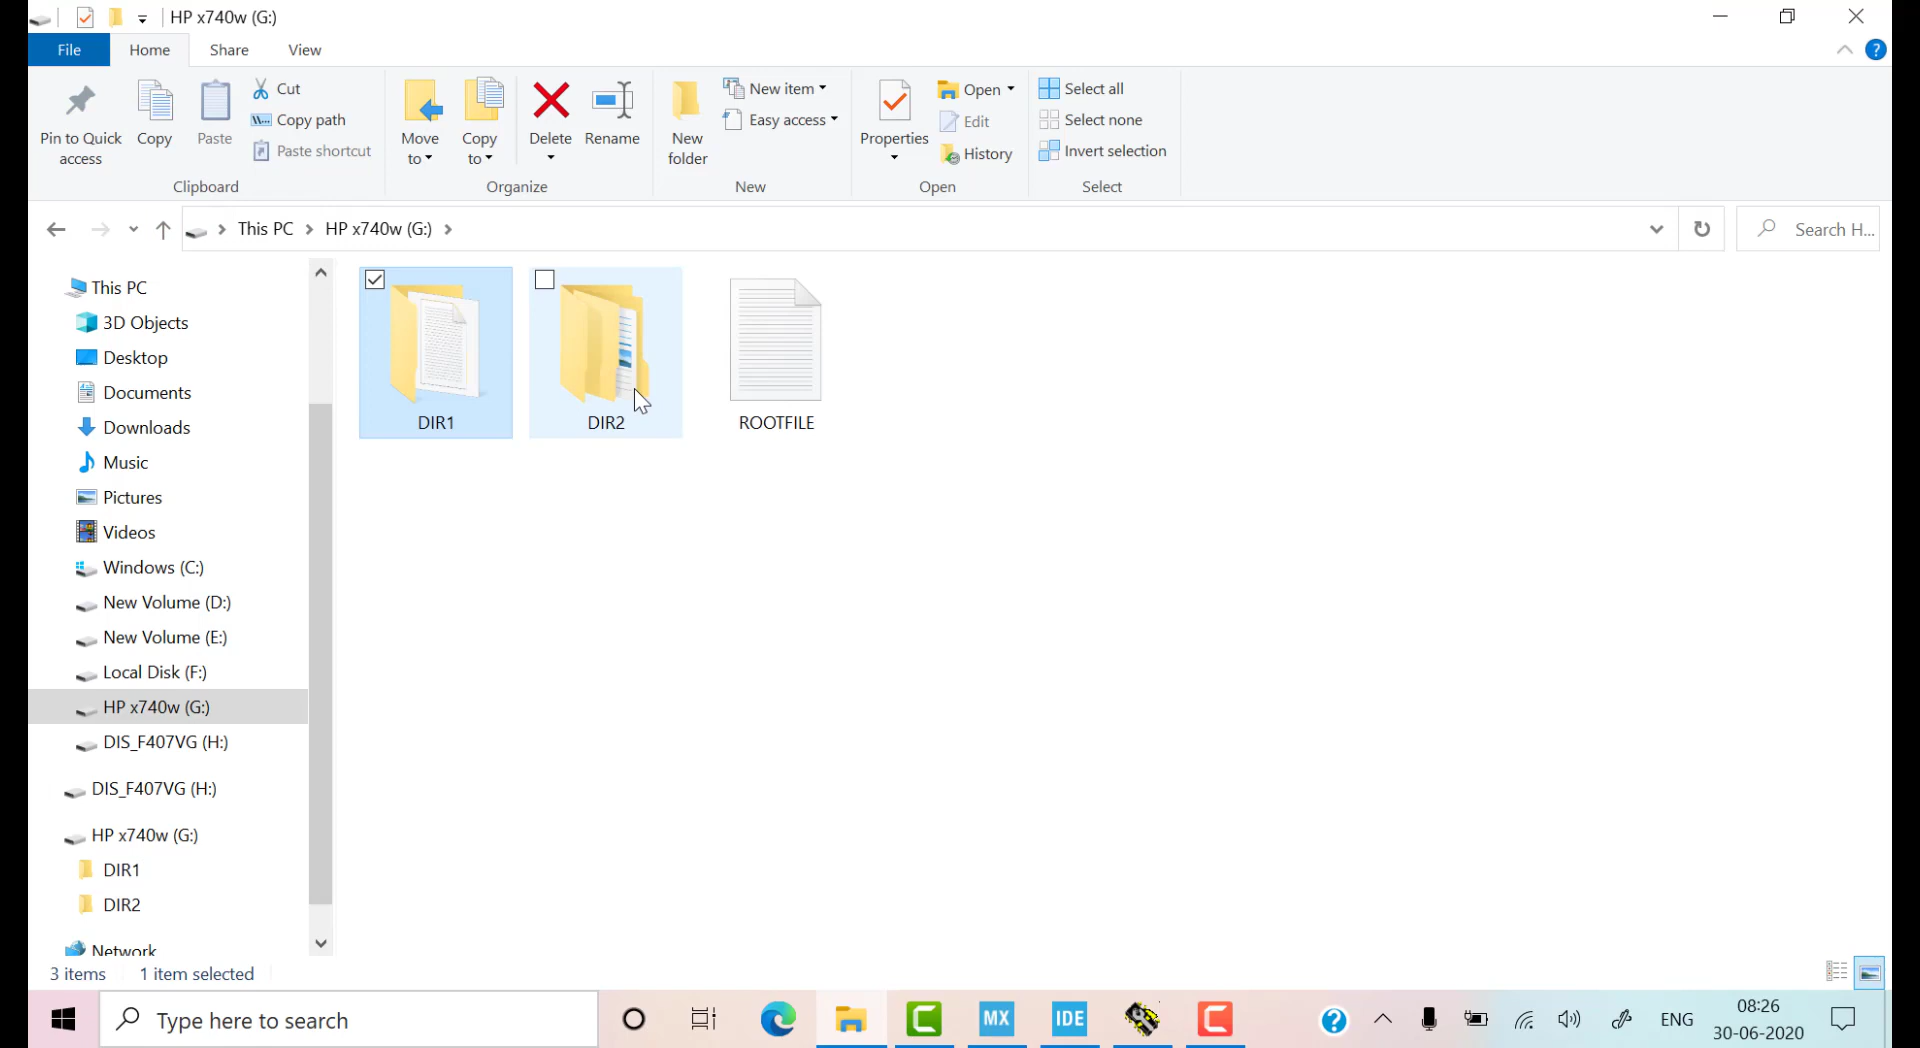 HP x740w (G:)
File Home Share View
Pin to Quick access
Copy
Paste
Cut
Copy path
Paste shortcut
Clipboard
Move to
Copy to
Delete
Rename
Organize
New folder
New item
Easy access
New
Properties
Open
Edit
History
Open
Select all
Select none
Invert selection
Select
This PC HP x740w (G:)
Search H...
This PC
3D Objects
Desktop
Documents
Downloads
Music
Pictures
Videos
Windows (C:)
New Volume (D:)
New Volume (E:)
Local Disk (F:)
HP x740w (G:)
DIS_F407VG (H:)
DIS_F407VG (H:)
HP x740w (G:)
DIR1
DIR2
Network
DIR1
DIR2
ROOTFILE
3 items 1 item selected
Type here to search
MX
IDE
ENG
08:26
30-06-2020